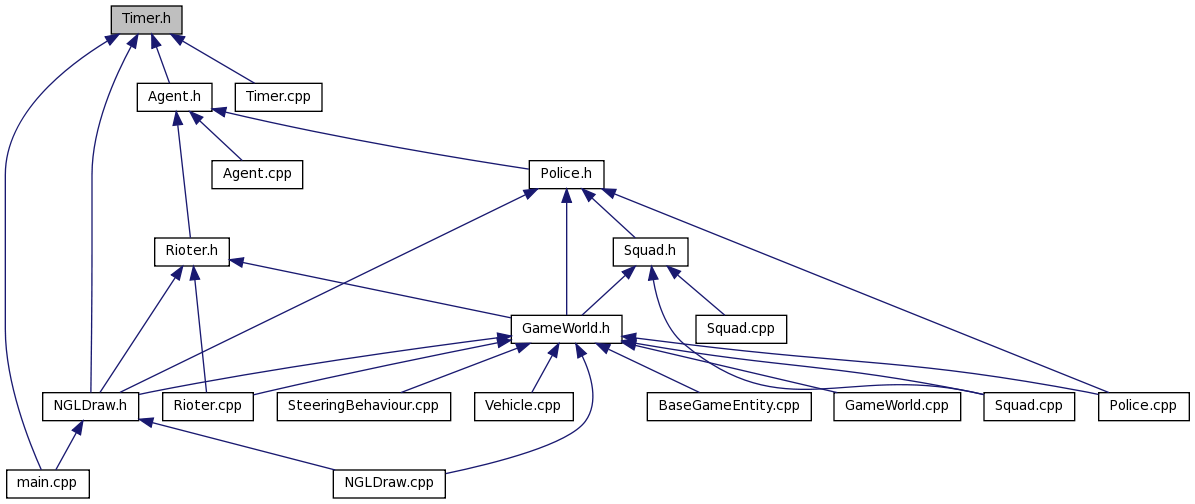 Timer.h
Agent.h
Timer.cpp
Agent.cpp
Police.h
Rioter.h
Squad.h
GameWorld.h
Squad.cpp
NGLDraw.h
Rioter.cpp
SteeringBehaviour.cpp
Vehicle.cpp
BaseGameEntity.cpp
GameWorld.cpp
Squad.cpp
Police.cpp
main.cpp
NGLDraw.cpp